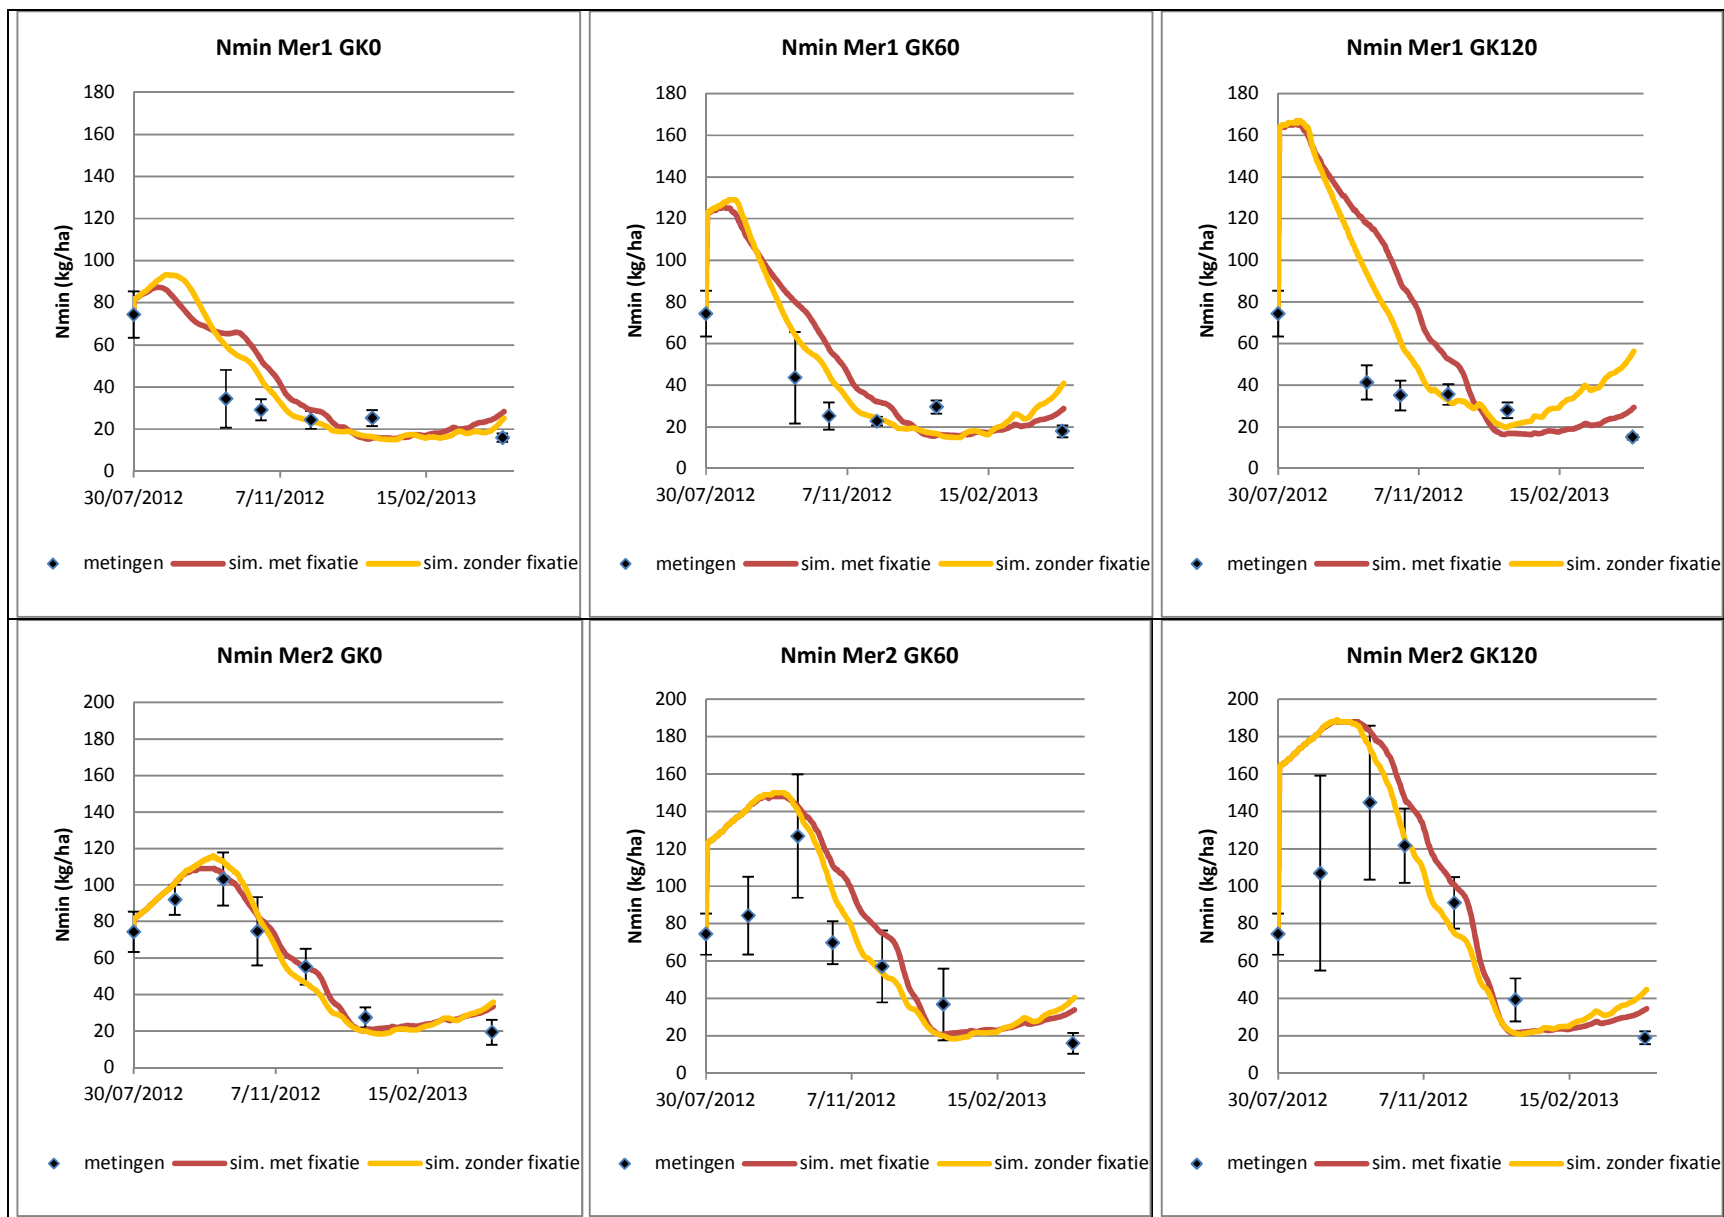 Nmin Mer1 GK0
Nmin (kg/ha)
180
160
140
120
100
80
60
40
20
0
30/07/2012 7/11/2012 15/02/2013
metingen sim. met fixatie sim. zonder fixatie
Nmin Mer1 GK60
Nmin (kg/ha)
180
160
140
120
100
80
60
40
20
0
30/07/2012 7/11/2012 15/02/2013
metingen sim. met fixatie sim. zonder fixatie
Nmin Mer1 GK120
Nmin (kg/ha)
180
160
140
120
100
80
60
40
20
0
30/07/2012 7/11/2012 15/02/2013
metingen sim. met fixatie sim. zonder fixatie
Nmin Mer2 GK0
Nmin (kg/ha)
200
180
160
140
120
100
80
60
40
20
0
30/07/2012 7/11/2012 15/02/2013
metingen sim. met fixatie sim. zonder fixatie
Nmin Mer2 GK60
Nmin (kg/ha)
200
180
160
140
120
100
80
60
40
20
0
30/07/2012 7/11/2012 15/02/2013
metingen sim. met fixatie sim. zonder fixatie
Nmin Mer2 GK120
Nmin (kg/ha)
200
180
160
140
120
100
80
60
40
20
0
30/07/2012 7/11/2012 15/02/2013
metingen sim. met fixatie sim. zonder fixatie